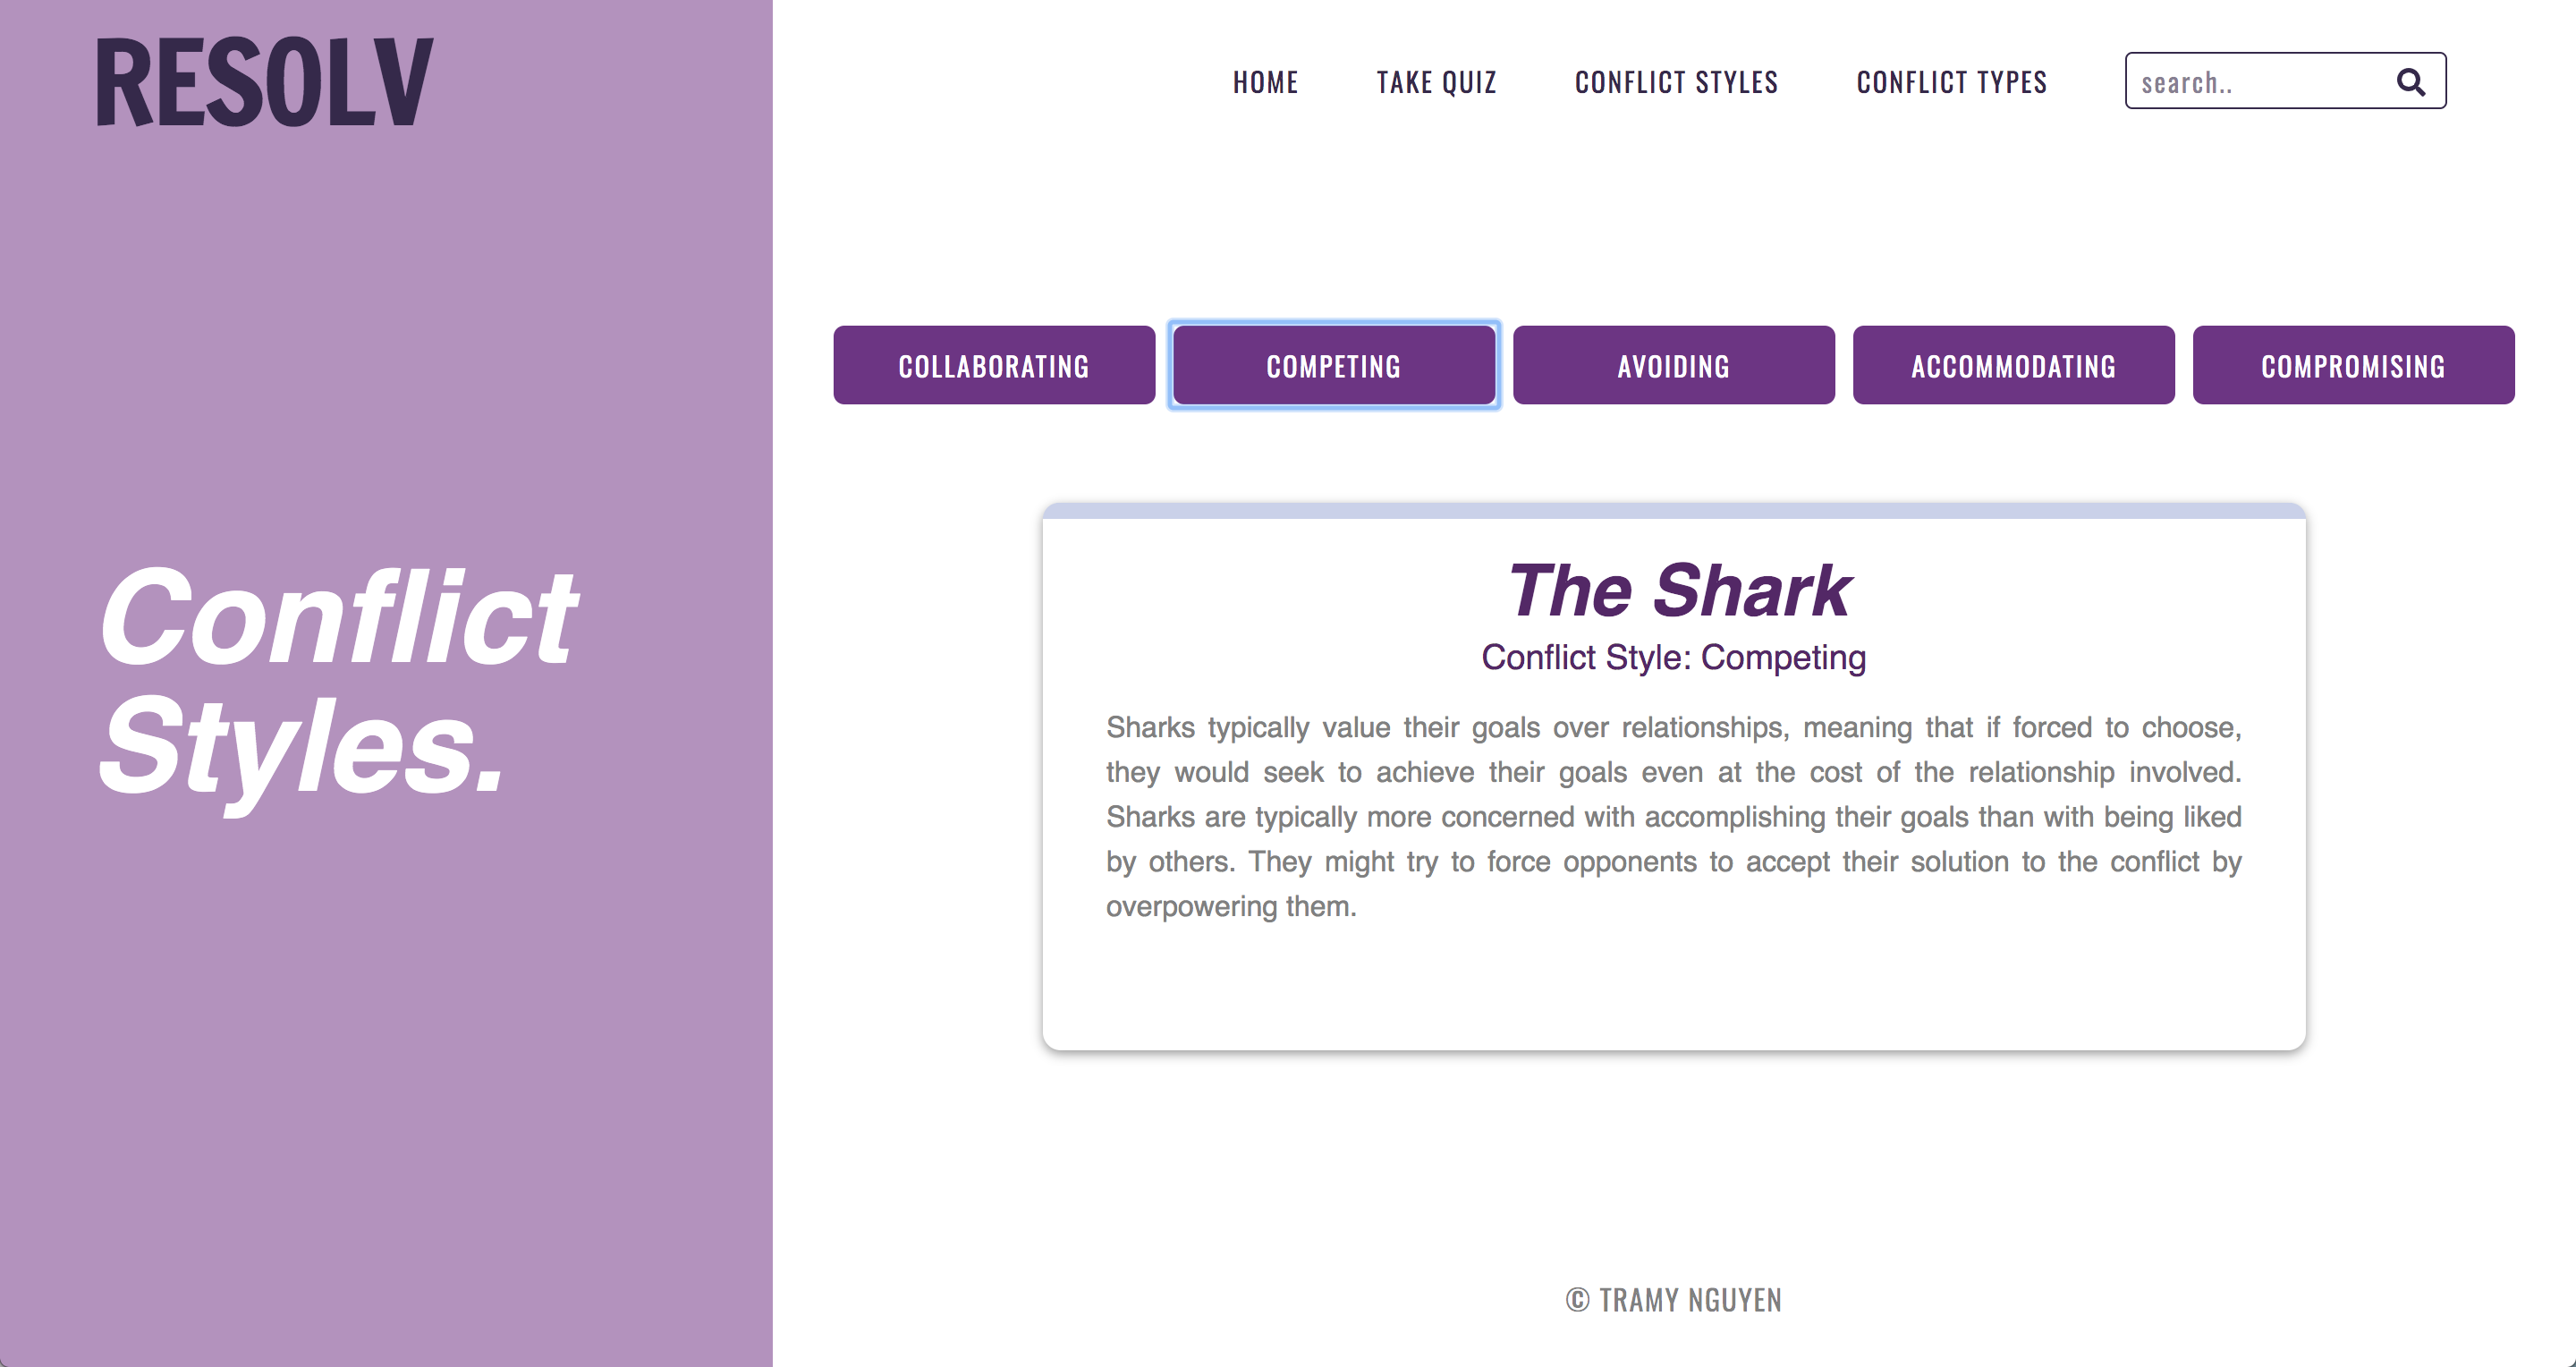 RESOLV
HOME
TAKE QUIZ
CONFLICT STYLES
CONFLICT TYPES
search..
Conflict
Styles.
COLLABORATING
COMPETING
AVOIDING
ACCOMMODATING
COMPROMISING
The Shark
Conflict Style: Competing
Sharks typically value their goals over relationships, meaning that if forced to choose,
they would seek to achieve their goals even at the cost of the relationship involved.
Sharks are typically more concerned with accomplishing their goals than with being liked
by others. They might try to force opponents to accept their solution to the conflict by
overpowering them.
© TRAMY NGUYEN